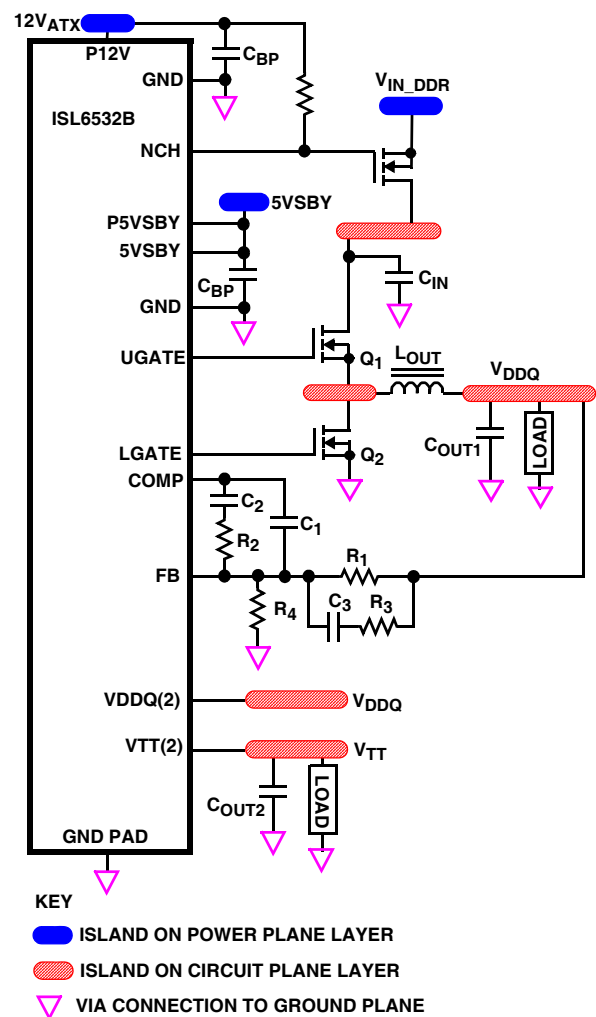 12VATX
P12V
CBP
GND
VIN_DDR
ISL6532B
NCH
5VSBY
P5VSBY
5VSBY
CBP
CIN
GND
UGATE
Q1
LOUT
VDDQ
COUT1
LOAD
LGATE
Q2
COMP
C2
C1
R2
R1
FB
C3
R3
R4
VDDQ(2)
VDDQ
VTT(2)
VTT
COUT2
LOAD
GND PAD
KEY
ISLAND ON POWER PLANE LAYER
ISLAND ON CIRCUIT PLANE LAYER
VIA CONNECTION TO GROUND PLANE